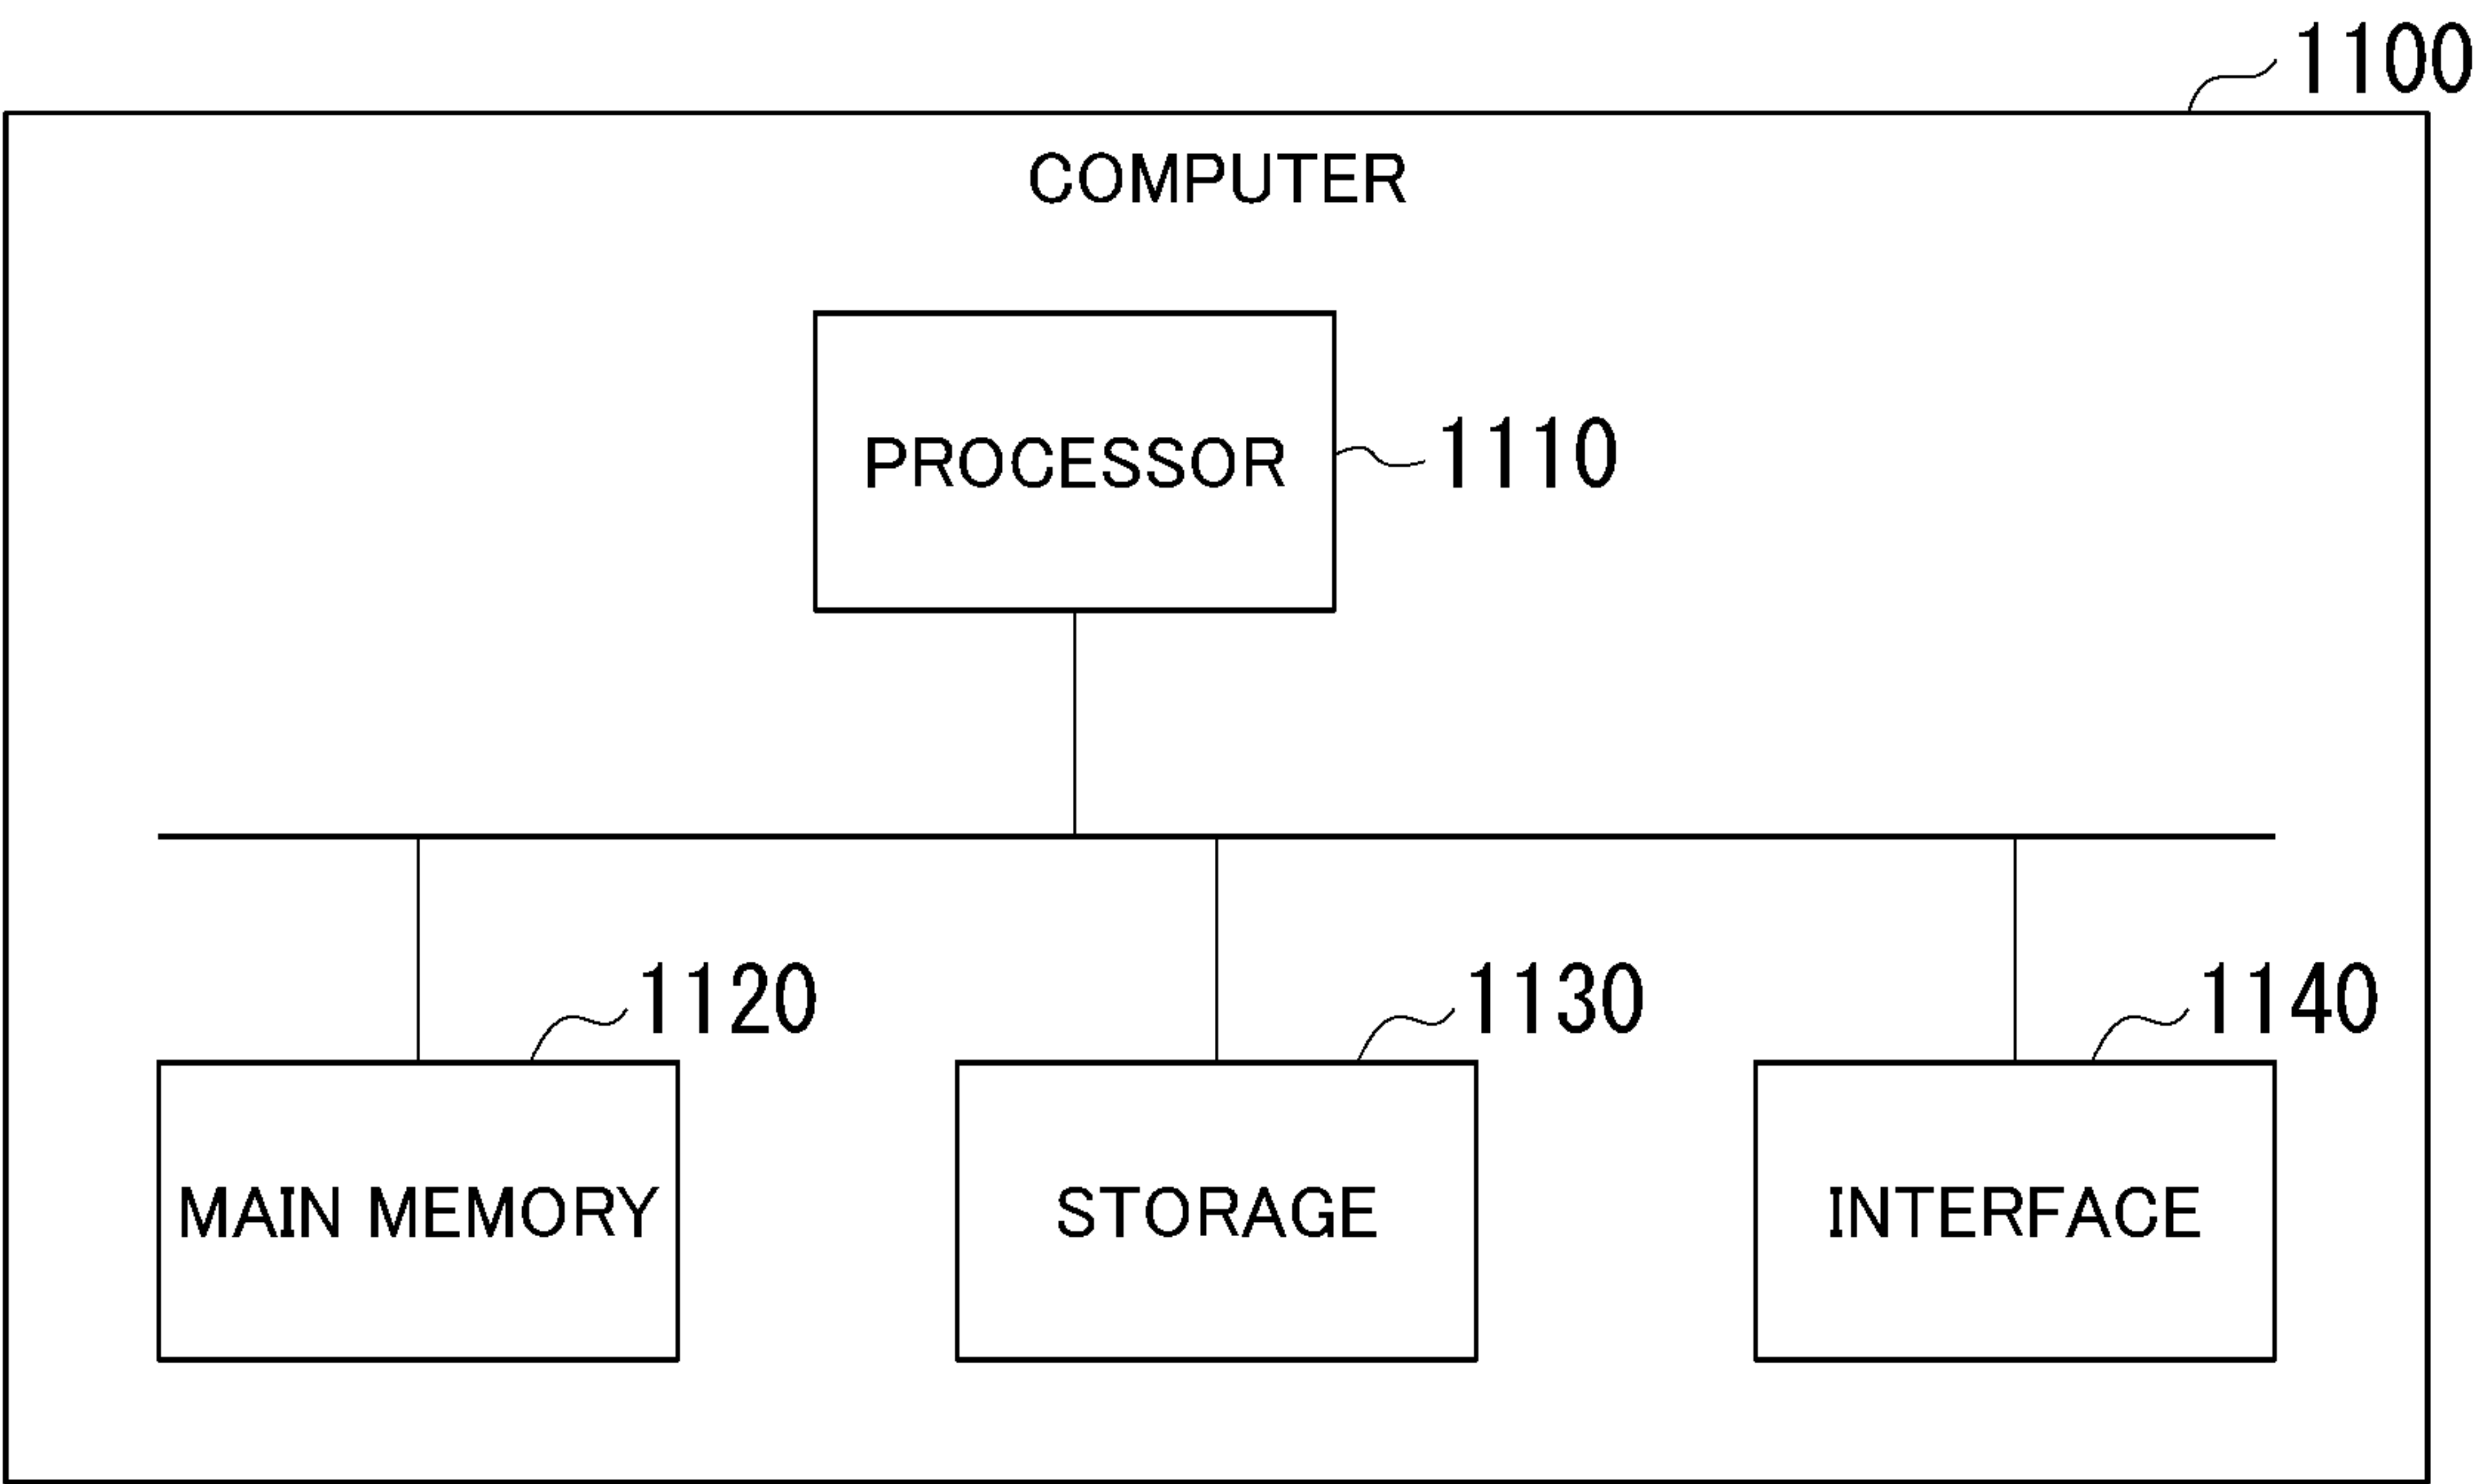 1100
COMPUTER
PROCESSOR
1110
1120
1130
1140
MAIN MEMORY
STORAGE
INTERFACE